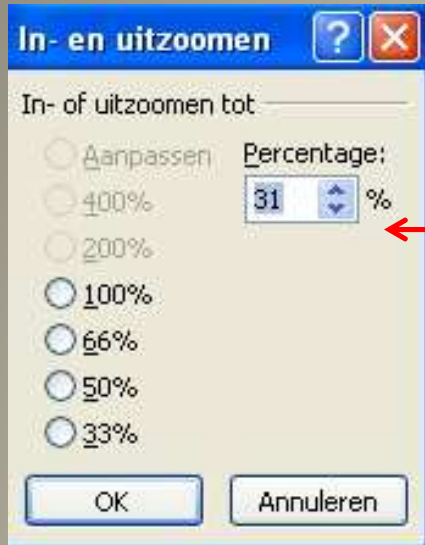 In- en uitzoomen
In- of uitzoomen tot
Aanpassen
400%
200%
100%
66%
50%
33%
Percentage:
31 %
OK
Annuleren